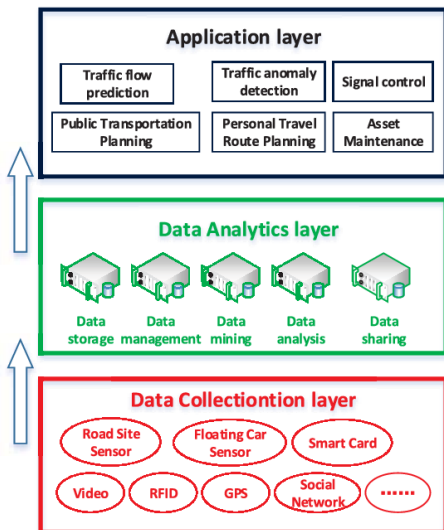 Application layer
Traffic flow
prediction
Traffic anomaly
detection
Signal control
Public Transportation
Planning
Personal Travel
Route Planning
Asset
Maintenance
Data Analytics layer
Data
storage
Data
management
Data
mining
Data
analysis
Data
sharing
Data Collectiontion layer
Road Site
Sensor
Floating Car
Sensor
Smart Card
Video
RFID
GPS
Social
Network
......